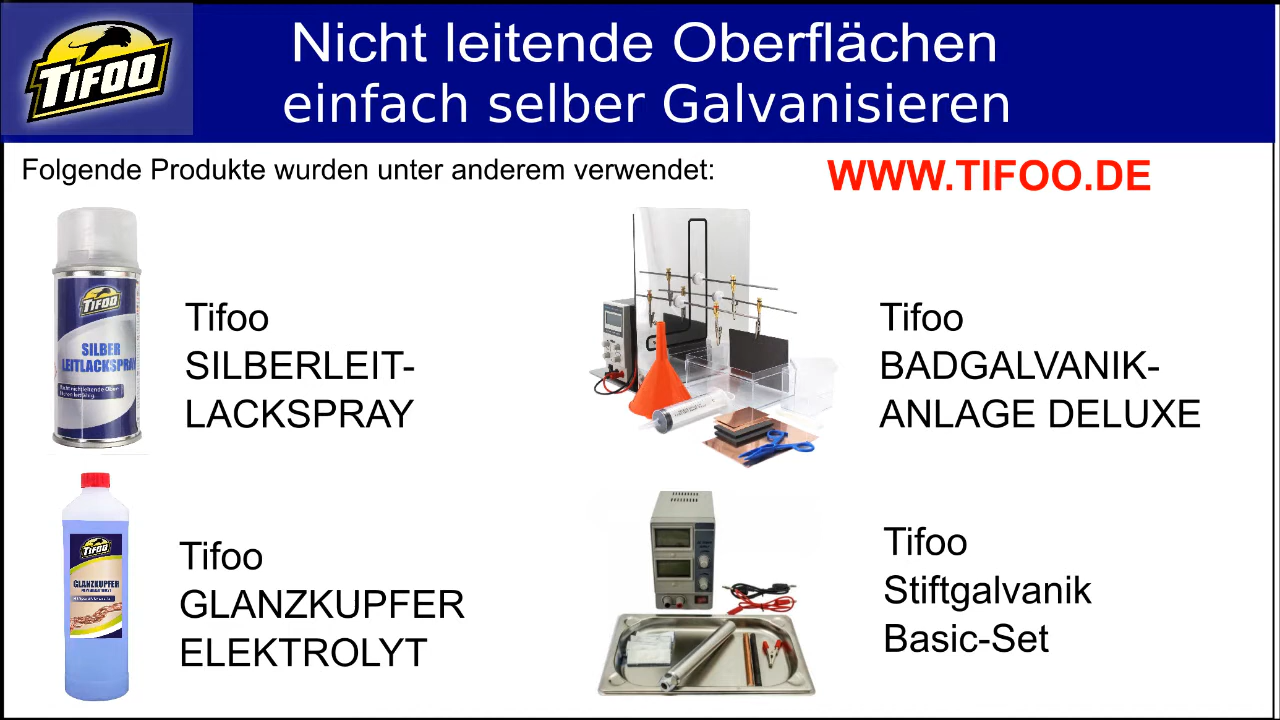 TIFOO
Nicht leitende Oberflächen
einfach selber Galvanisieren
Folgende Produkte wurden unter anderem verwendet:
WWW.TIFOO.DE
TIFOO
SILBER
LEITLACKSPRAY
Tifoo
SILBERLEIT-
LACKSPRAY
Tifoo
BADGALVANIK-
ANLAGE DELUXE
TIFOO
GLANZKUPFER
Tifoo
GLANZKUPFER
ELEKTROLYT
Tifoo
Stiftgalvanik
Basic-Set